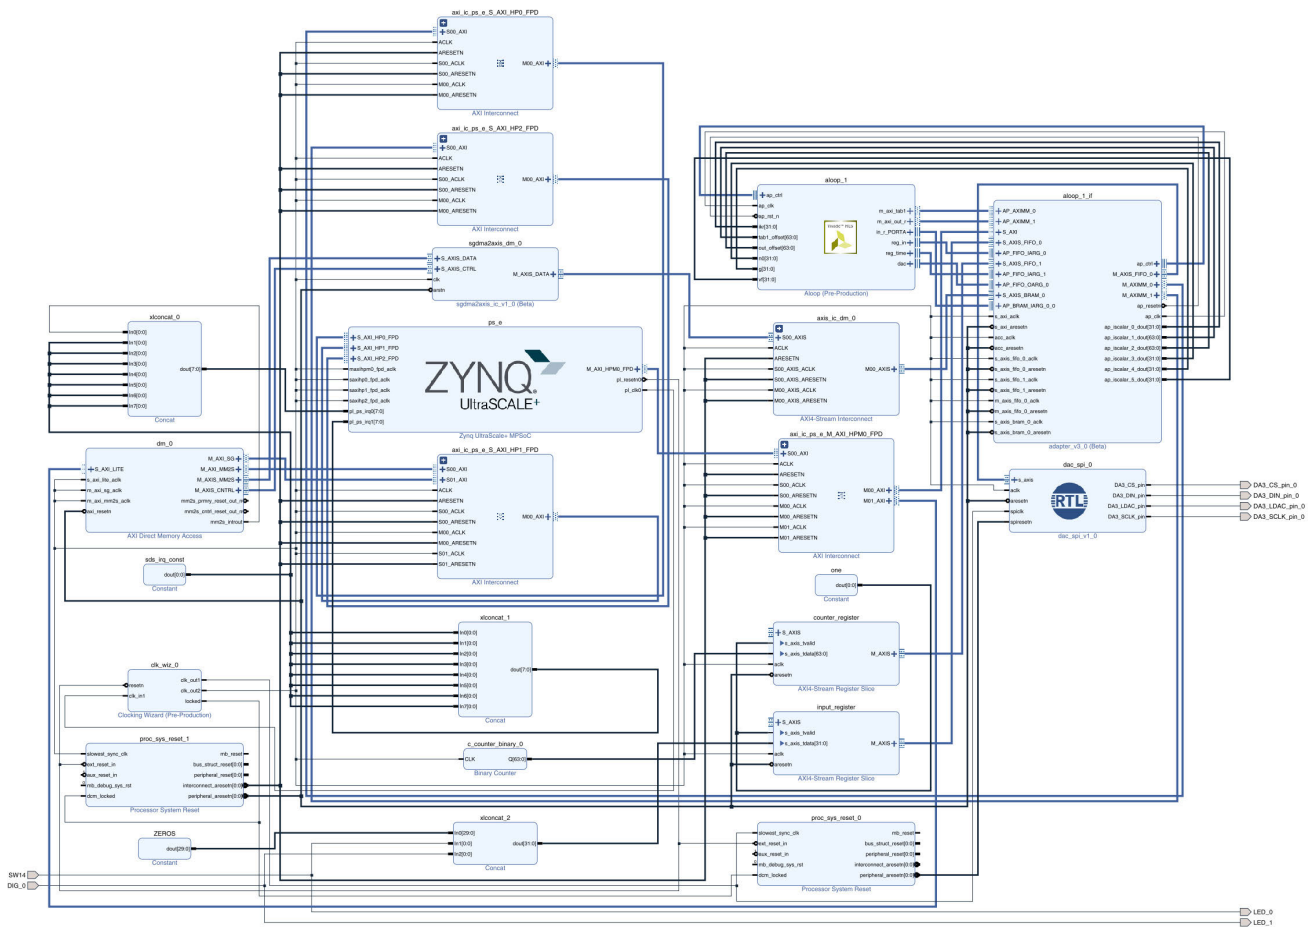 axi_ic_ps_e_S_AXI_HP0_FPD
S00_AXI
ACLK
ARESETN
S00_ACLK
S00_ARESETN
M00_ACLK
M00_ARESETN
M00_AXI
AXI Interconnect
axi_ic_ps_e_S_AXI_HP2_FPD
S00_AXI
ACLK
ARESETN
S00_ACLK
S00_ARESETN
M00_ACLK
M00_ARESETN
M00_AXI
AXI Interconnect
sgdma2axis_dm_0
S_AXIS_DATA
S_AXIS_CTRL
clk
aresetn
M_AXIS_DATA
sgdma2axis_ic_v1_0 (Beta)
xlconcat_0
In0[0:0]
In1[0:0]
In2[0:0]
In3[0:0]
In4[0:0]
In5[0:0]
In6[0:0]
In7[0:0]
dout[7:0]
Concat
ps_e
S_AXI_HP0_FPD
S_AXI_HP1_FPD
S_AXI_HP2_FPD
maxihpm0_fpd_aclk
saxihp0_fpd_aclk
saxihp1_fpd_aclk
saxihp2_fpd_aclk
pl_ps_irq0[7:0]
pl_ps_irq1[7:0]
ZYNQ
UltraSCALE+
M_AXI_HPM0_FPD
pl_resetn0
pl_clk0
Zynq UltraScale+ MPSoC
dm_0
S_AXI_LITE
s_axi_lite_aclk
m_axi_sg_aclk
m_axi_mm2s_aclk
axi_resetn
M_AXI_SG
M_AXI_MM2S
M_AXIS_MM2S
M_AXIS_CNTRL
mm2s_prmry_reset_out_n
mm2s_cntrl_reset_out_n
mm2s_introut
AXI Direct Memory Access
axi_ic_ps_e_S_AXI_HP1_FPD
S00_AXI
S01_AXI
ACLK
ARESETN
S00_ACLK
S00_ARESETN
M00_ACLK
M00_ARESETN
S01_ACLK
S01_ARESETN
M00_AXI
AXI Interconnect
sds_irq_const
dout[0:0]
Constant
xlconcat_1
In0[0:0]
In1[0:0]
In2[0:0]
In3[0:0]
In4[0:0]
In5[0:0]
In6[0:0]
In7[0:0]
dout[7:0]
Concat
clk_wiz_0
resetn
clk_in1
clk_out1
clk_out2
locked
Clocking Wizard (Pre-Production)
proc_sys_reset_1
slowest_sync_clk
ext_reset_in
aux_reset_in
mb_debug_sys_rst
dcm_locked
mb_reset
bus_struct_reset[0:0]
peripheral_reset[0:0]
interconnect_aresetn[0:0]
peripheral_aresetn[0:0]
Processor System Reset
c_counter_binary_0
CLK
Q[63:0]
Binary Counter
ZEROS
dout[29:0]
Constant
xlconcat_2
In0[29:0]
In1[0:0]
In2[0:0]
dout[31:0]
Concat
SW14
DIG_0
aloop_1
ap_ctrl
ap_clk
ap_rst_n
tab1_offset[63:0]
out_offset[63:0]
n0[31:0]
g[31:0]
vf[31:0]
m_axi_tab1
m_axi_out_r
in_r_PORTA
reg_in
reg_time
dac
Aloop (Pre-Production)
aloop_1_if
AP_AXIMM_0
AP_AXIMM_1
S_AXI
S_AXIS_FIFO_0
AP_FIFO_IARG_0
S_AXIS_FIFO_1
AP_FIFO_IARG_1
AP_FIFO_OARG_0
S_AXIS_BRAM_0
AP_BRAM_IARG_0_0
s_axi_aclk
s_axi_aresetn
acc_aclk
acc_aresetn
s_axis_fifo_0_aclk
s_axis_fifo_0_aresetn
s_axis_fifo_1_aclk
s_axis_fifo_1_aresetn
m_axis_fifo_0_aclk
m_axis_fifo_0_aresetn
s_axis_bram_0_aclk
s_axis_bram_0_aresetn
ap_ctrl
M_AXIS_FIFO_0
M_AXIMM_0
M_AXIMM_1
ap_resetn
ap_clk
ap_iscalar_0_dout[31:0]
ap_iscalar_1_dout[63:0]
ap_iscalar_2_dout[63:0]
ap_iscalar_3_dout[31:0]
ap_iscalar_4_dout[31:0]
ap_iscalar_5_dout[31:0]
adapter_v3_0 (Beta)
axis_ic_dm_0
S00_AXIS
ACLK
ARESETN
S00_AXIS_ACLK
S00_AXIS_ARESETN
M00_AXIS_ACLK
M00_AXIS_ARESETN
M00_AXIS
AXI4-Stream Interconnect
axi_ic_ps_e_M_AXI_HPM0_FPD
S00_AXI
ACLK
ARESETN
S00_ACLK
S00_ARESETN
M00_ACLK
M00_ARESETN
M01_ACLK
M01_ARESETN
M00_AXI
M01_AXI
AXI Interconnect
dac_spi_0
s_axis
aclk
aresetn
spiclk
spiresetn
RTL
DA3_CS_pin
DA3_DIN_pin
DA3_LDAC_pin
DA3_SCLK_pin
dac_spi_v1_0
DA3_CS_pin_0
DA3_DIN_pin_0
DA3_LDAC_pin_0
DA3_SCLK_pin_0
one
dout[0:0]
Constant
counter_register
S_AXIS
s_axis_tvalid
s_axis_tdata[63:0]
aclk
aresetn
M_AXIS
AXI4-Stream Register Slice
input_register
S_AXIS
s_axis_tvalid
s_axis_tdata[31:0]
aclk
aresetn
M_AXIS
AXI4-Stream Register Slice
proc_sys_reset_0
slowest_sync_clk
ext_reset_in
aux_reset_in
mb_debug_sys_rst
dcm_locked
mb_reset
bus_struct_reset[0:0]
peripheral_reset[0:0]
interconnect_aresetn[0:0]
peripheral_aresetn[0:0]
Processor System Reset
LED_0
LED_1